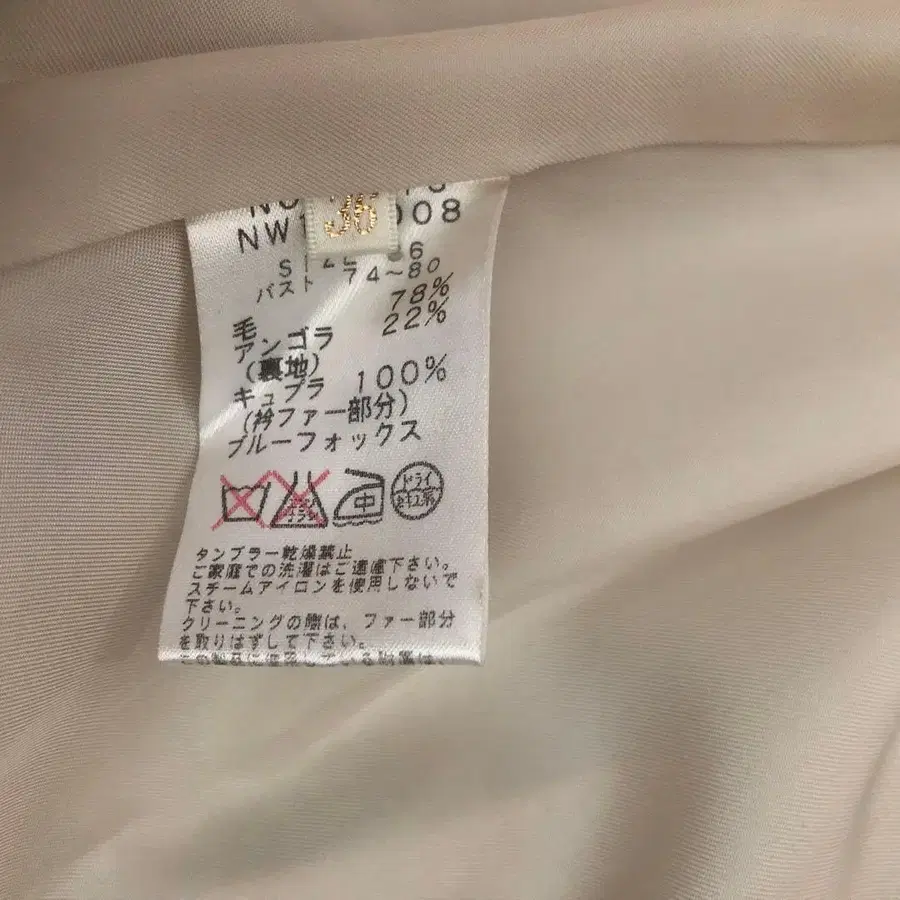 36
NW1 008
バスト 74~80
毛 78%
アンゴラ 22%
(裏地)
キュプラ 100%
(衿ファー部分)
ブルーフォックス
中
ドライ
タンブラー乾燥禁止
ご家庭での洗濯はご遠慮下さい。
スチームアイロンを使用しないで
下さい。
クリーニングの際は、ファー部分
を取りはずして下さい。